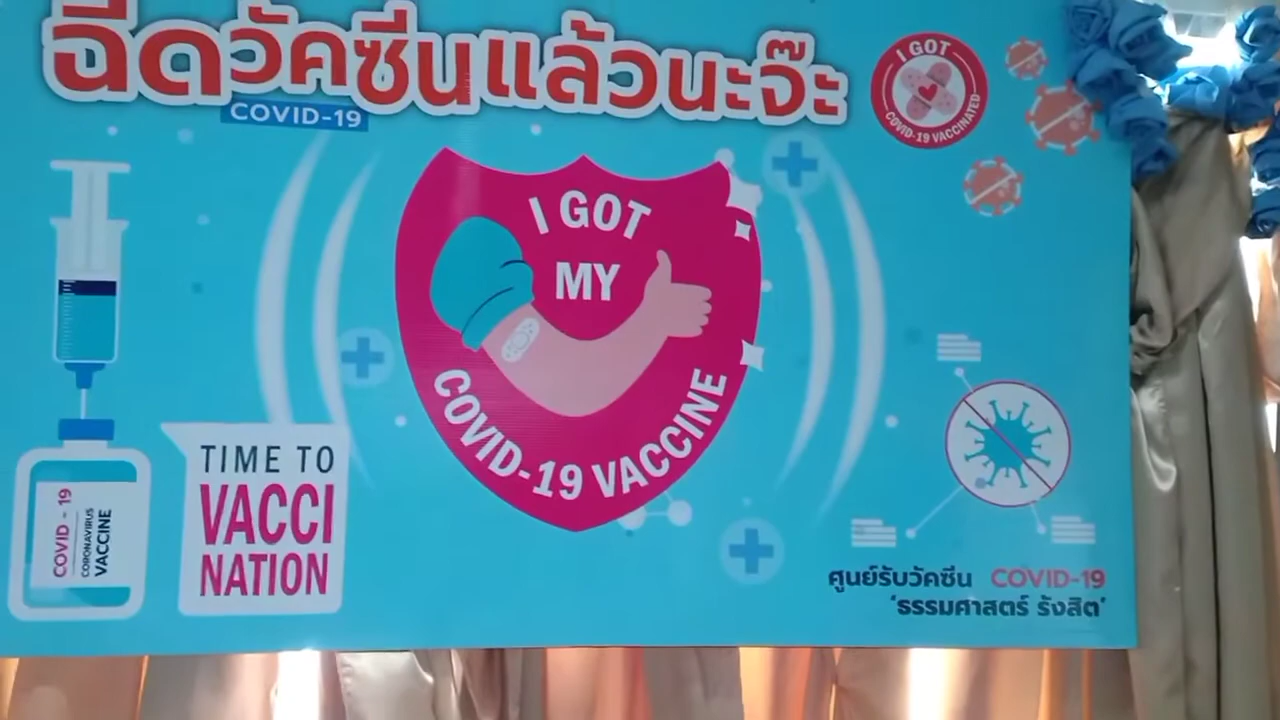 ฉีดวัคซีนแล้วนะจ๊ะ
COVID-19
I GOT
COVID-19 VACCINATED
I GOT
MY
COVID-19 VACCINE
TIME TO
VACCI
NATION
COVID - 19
CORONAVIRUS
VACCINE
ศูนย์รับวัคซีน COVID-19
'ธรรมศาสตร์ รังสิต'